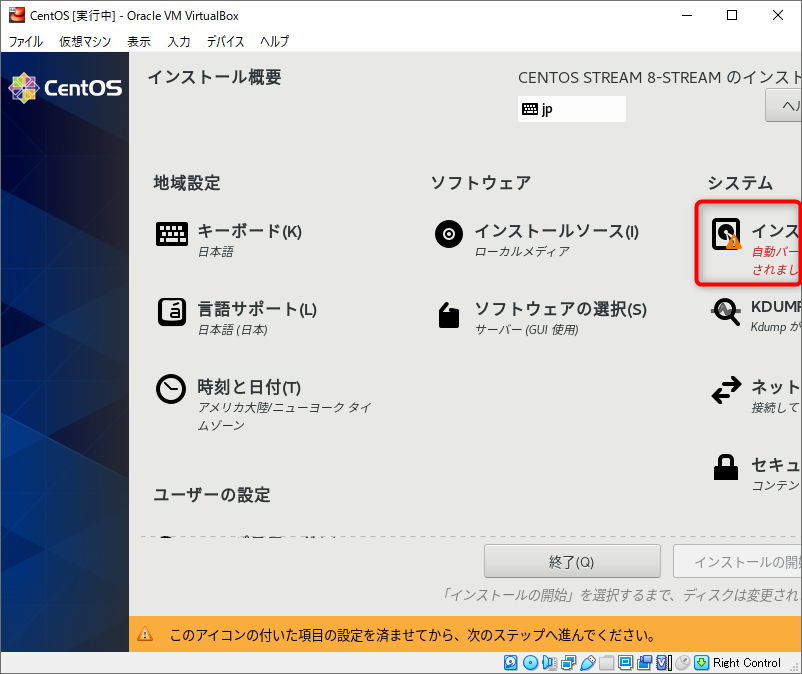 CentOS [実行中] - Oracle VM VirtualBox
ファイル 仮想マシン 表示 入力 デバイス ヘルプ
CentOS
インストール概要
CENTOS STREAM 8-STREAM のインスト
jp
ヘル
地域設定
キーボード(K)
日本語
言語サポート(L)
日本語 (日本)
時刻と日付(T)
アメリカ大陸/ニューヨーク タイ
ムゾーン
ユーザーの設定
ソフトウェア
インストールソース(I)
ローカルメディア
ソフトウェアの選択(S)
サーバー (GUI 使用)
システム
インス
自動パー
されまし
KDUMP
Kdump が
ネット
接続して
セキュ
コンテン
終了(Q)
インストールの開始
「インストールの開始」を選択するまで、ディスクは変更され
このアイコンの付いた項目の設定を済ませてから、次のステップへ進んでください。
Right Control